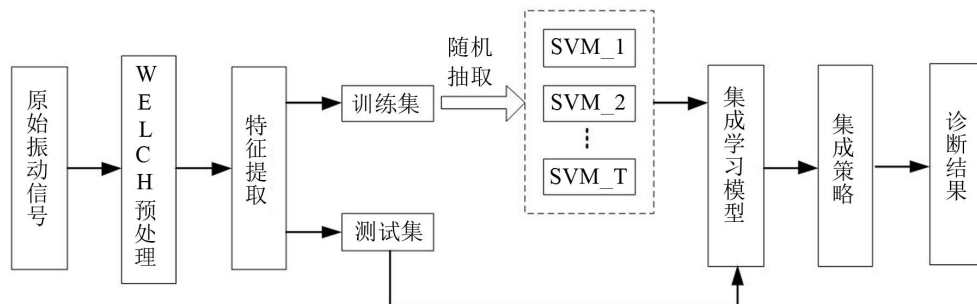 原始振动信号
WELCH预处理
特征提取
训练集
测试集
随机
抽取
SVM_1
SVM_2
SVM_T
集成学习模型
集成策略
诊断结果